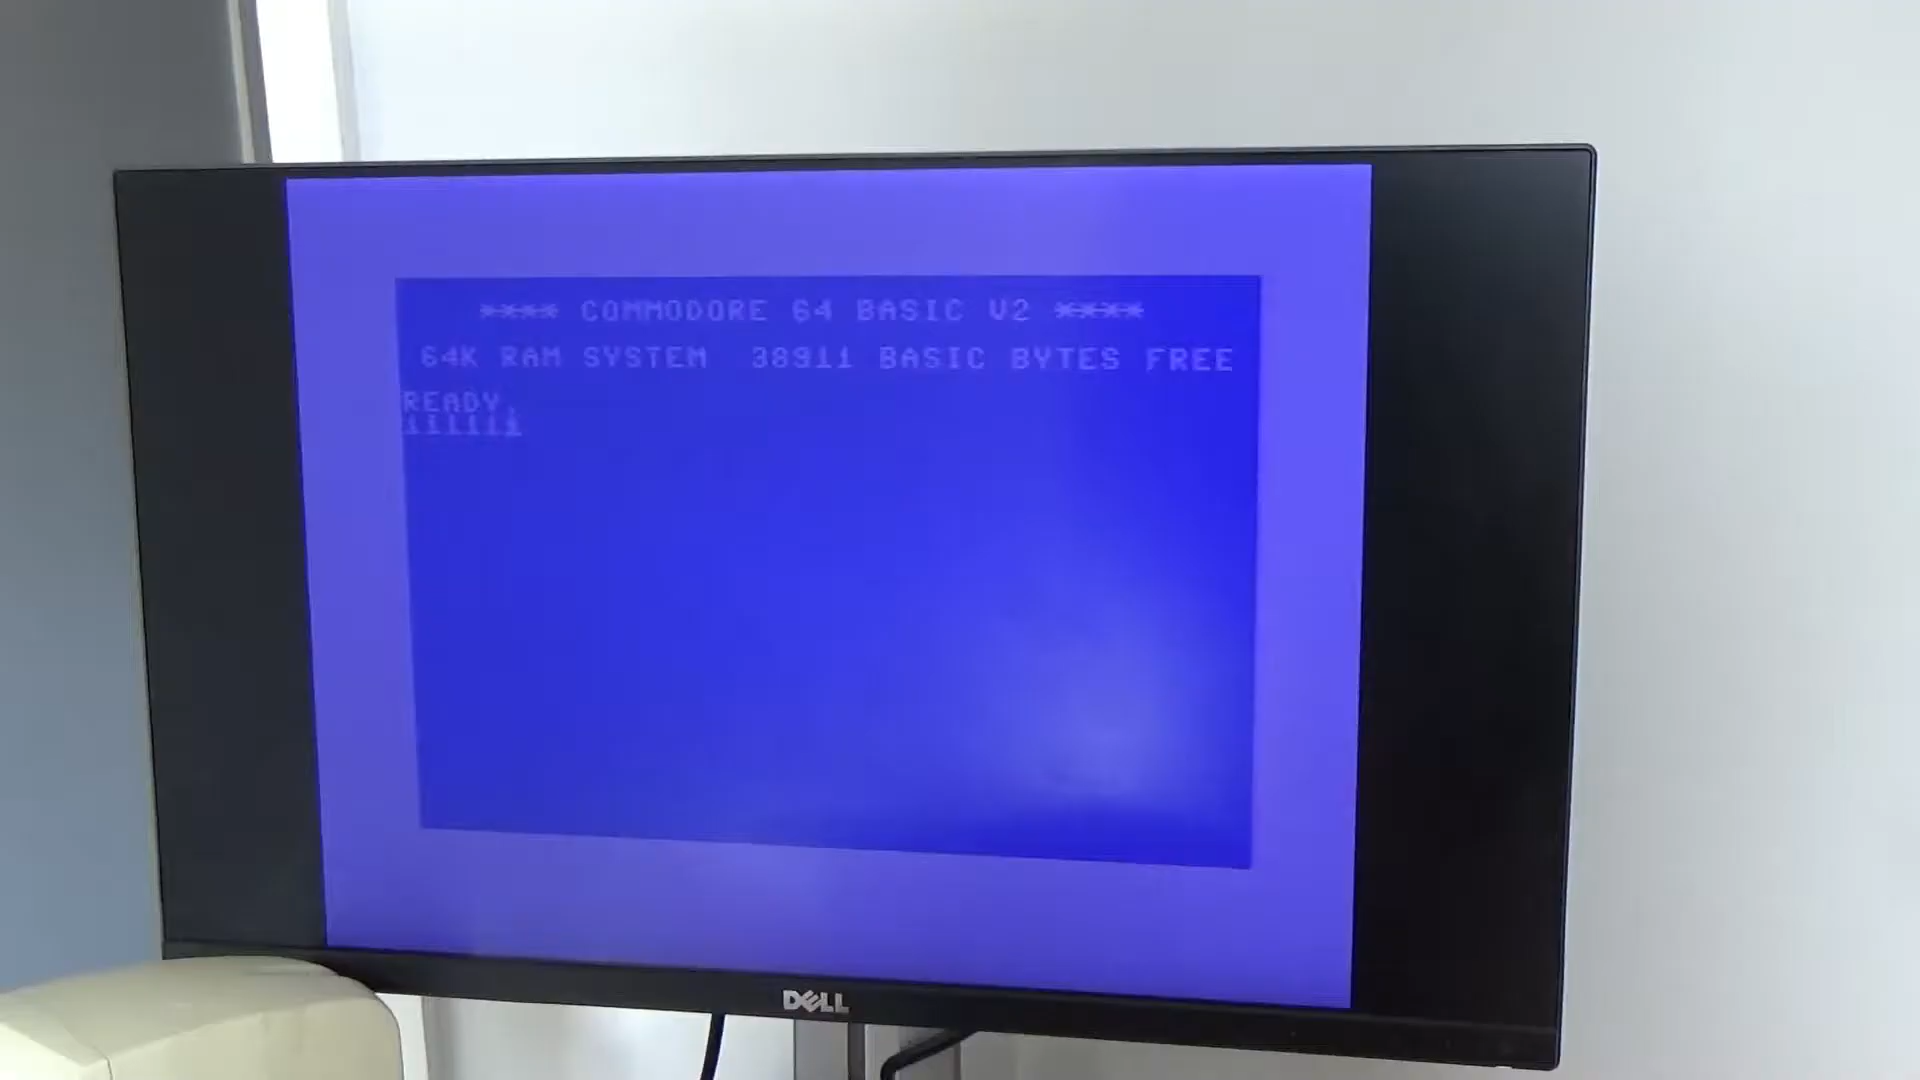 **** COMMODORE 64 BASIC V2 ****
64K RAM SYSTEM 38911 BASIC BYTES FREE
READY.
DELL